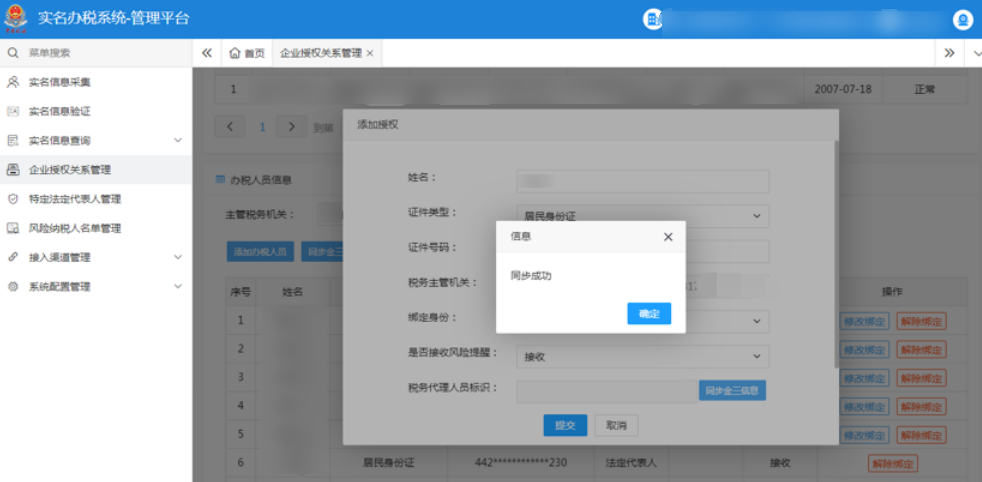 实名办税系统-管理平台
菜单搜索
首页 企业授权关系管理 ×
实名信息采集
实名信息验证
实名信息查询
企业授权关系管理
特定法定代表人管理
风险纳税人名单管理
接入渠道管理
系统配置管理
1 2007-07-18 正常
1 到第
办税人员信息
主管税务机关：
添加办税人员 同步金三
序号 姓名 操作
1 修改绑定 解除绑定
2 修改绑定 解除绑定
3 修改绑定 解除绑定
4 修改绑定 解除绑定
5 修改绑定 解除绑定
6 居民身份证 442************230 法定代表人 接收 解除绑定
添加授权
姓名：
证件类型： 居民身份证
证件号码：
税务主管机关：
绑定身份：
是否接收风险提醒： 接收
税务代理人员标识： 同步金三信息
提交 取消
信息
同步成功
确定